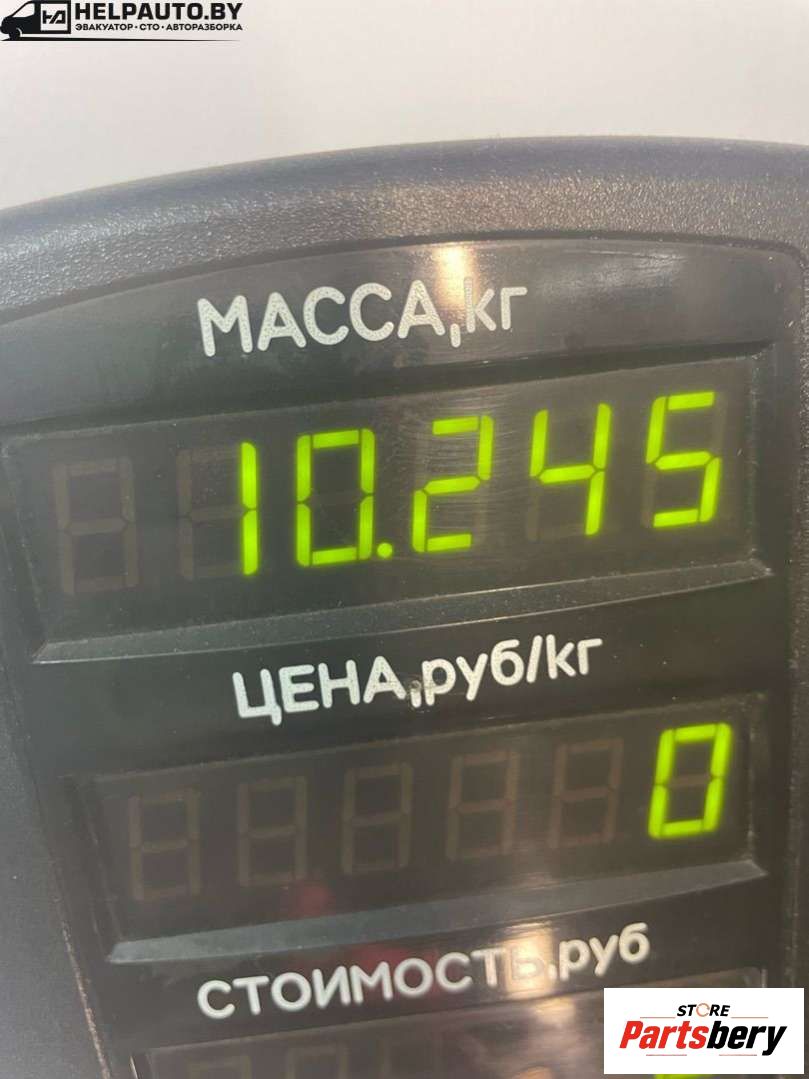 HELPAUTO.BY
ЭВАКУАТОР • СТО • АВТОРАЗБОРКА
МАССА,кг
10.245
ЦЕНА,руб/кг
0
СТОИМОСТЬ,руб
STORE
Partsbery